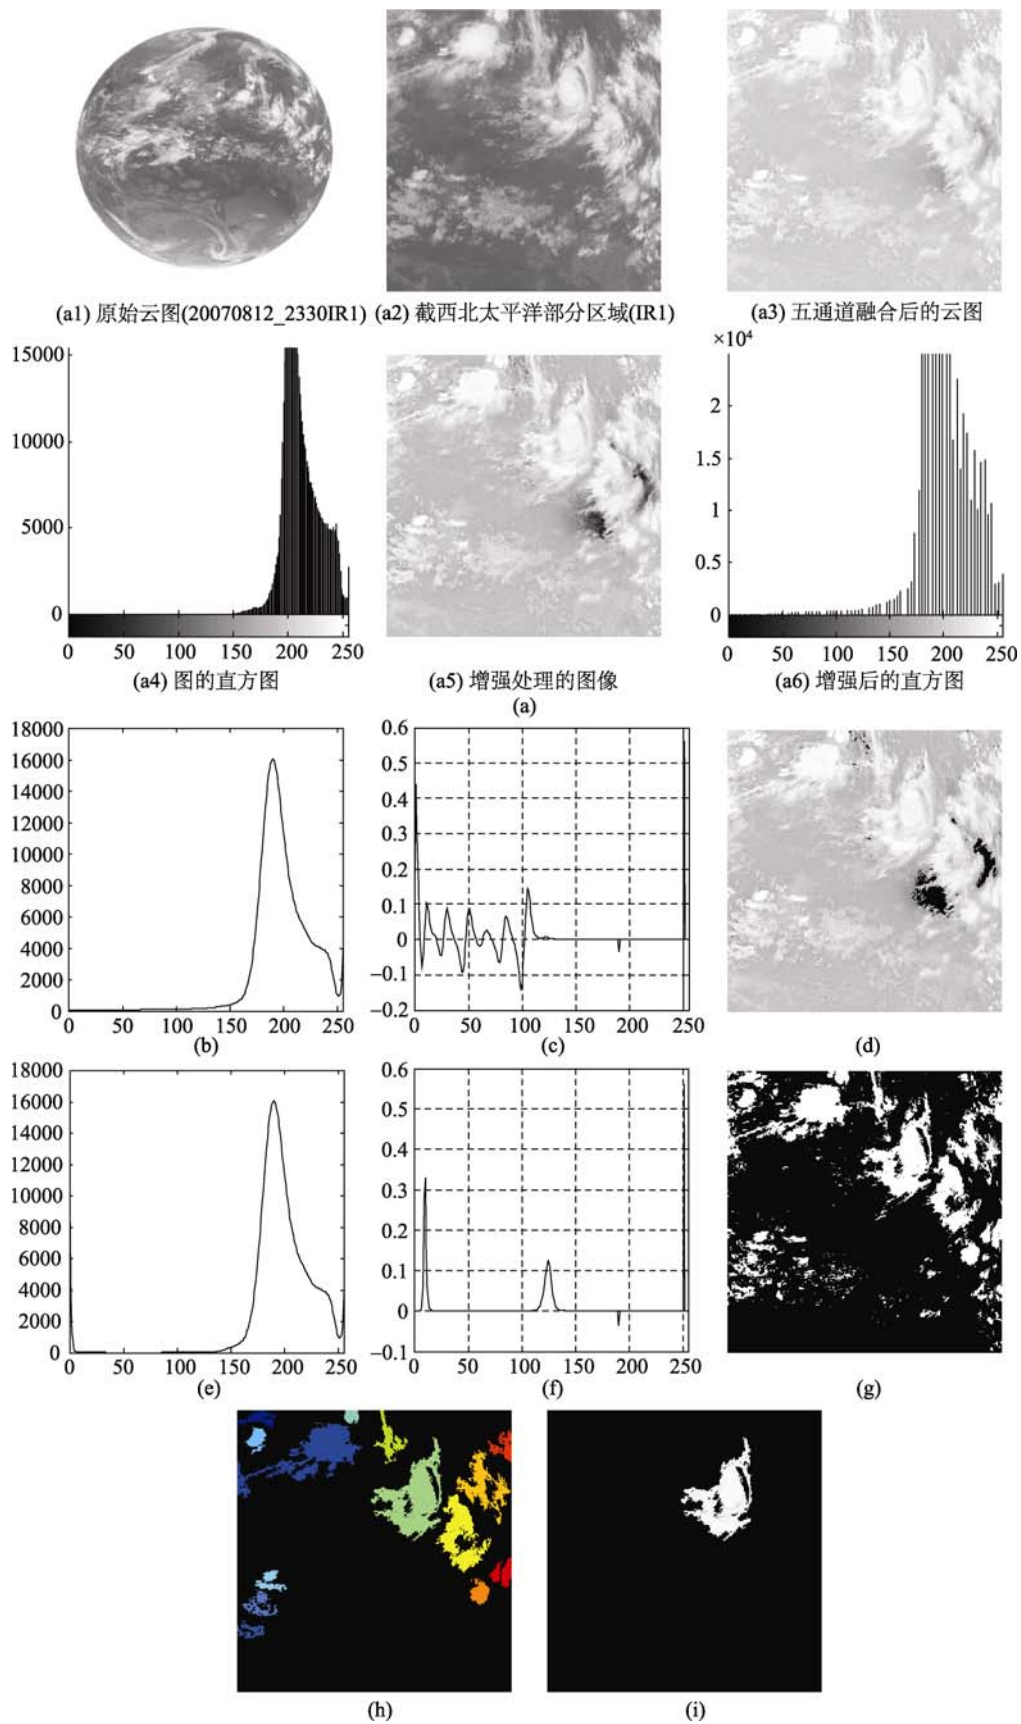 (a1) 原始云图(20070812_2330IR1)
(a2) 截西北太平洋部分区域(IR1)
(a3) 五通道融合后的云图
15000
10000
5000
0
0 50 100 150 200 250
(a4) 图的直方图
(a5) 增强处理的图像
×10⁴
2
1.5
1
0.5
0
0 50 100 150 200 250
(a6) 增强后的直方图
(a)
18000
16000
14000
12000
10000
8000
6000
4000
2000
0
0 50 100 150 200 250
(b)
0.6
0.5
0.4
0.3
0.2
0.1
0
−0.1
−0.2
0 50 100 150 200 250
(c)
(d)
18000
16000
14000
12000
10000
8000
6000
4000
2000
0
0 50 100 150 200 250
(e)
0.6
0.5
0.4
0.3
0.2
0.1
0
−0.1
0 50 100 150 200 250
(f)
(g)
(h)
(i)